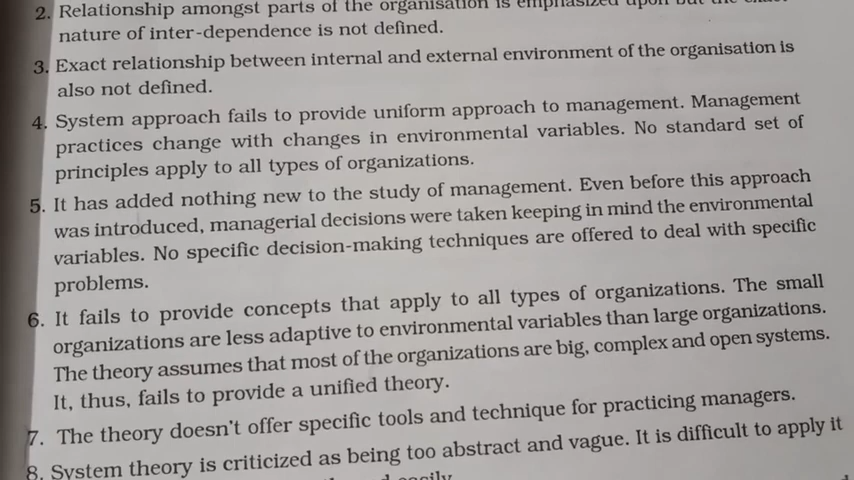 2. Relationship amongst parts of the organisation is emphasized upon but the exact
nature of inter-dependence is not defined.
3. Exact relationship between internal and external environment of the organisation is
also not defined.
4. System approach fails to provide uniform approach to management. Management
practices change with changes in environmental variables. No standard set of
principles apply to all types of organizations.
5. It has added nothing new to the study of management. Even before this approach
was introduced, managerial decisions were taken keeping in mind the environmental
variables. No specific decision-making techniques are offered to deal with specific
problems.
6. It fails to provide concepts that apply to all types of organizations. The small
organizations are less adaptive to environmental variables than large organizations.
The theory assumes that most of the organizations are big, complex and open systems.
It, thus, fails to provide a unified theory.
7. The theory doesn't offer specific tools and technique for practicing managers.
8. System theory is criticized as being too abstract and vague. It is difficult to apply it
easily